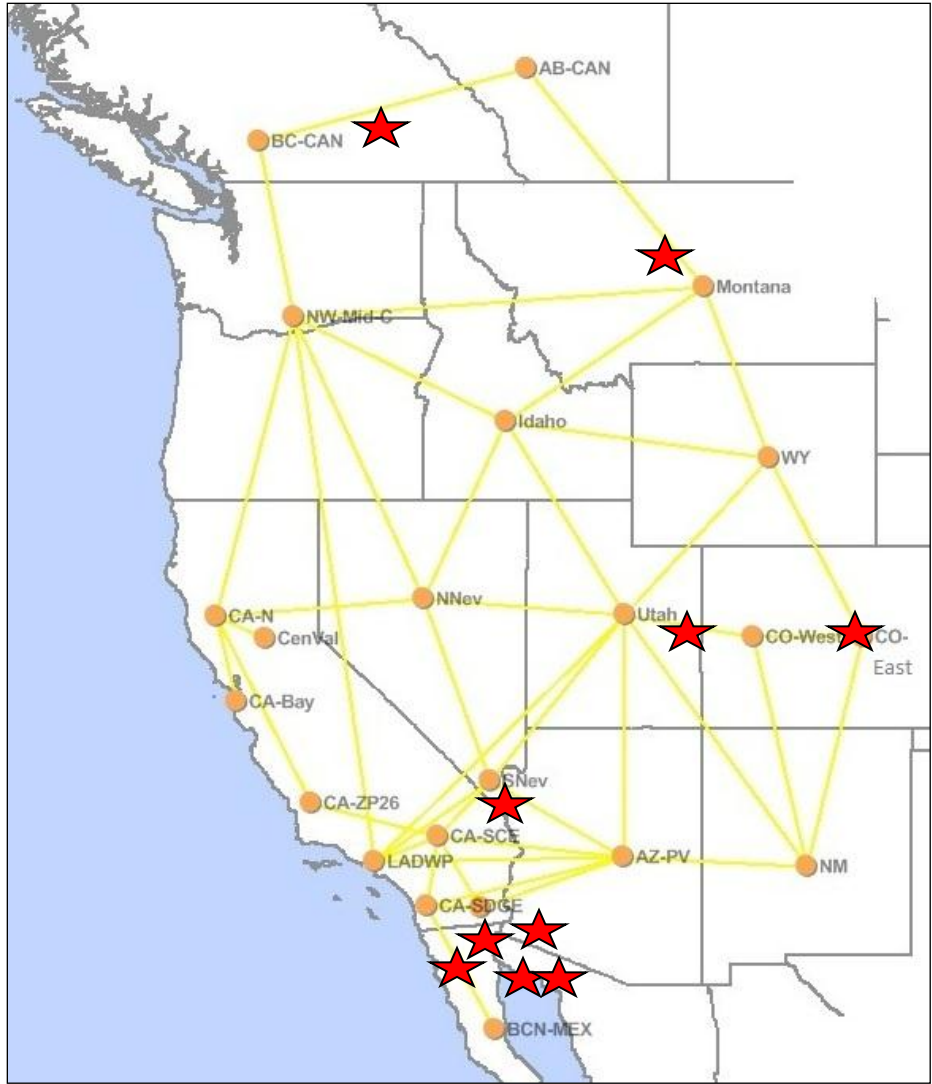 AB-CAN
BC-CAN
Montana
NW-Mid-C
Idaho
WY
NNev
CA-N
Utah
CenVal
CO-West
CO-
East
CA-Bay
SNev
CA-ZP26
CA-SCE
LADWP
AZ-PV
NM
CA-SDGE
BCN-MEX